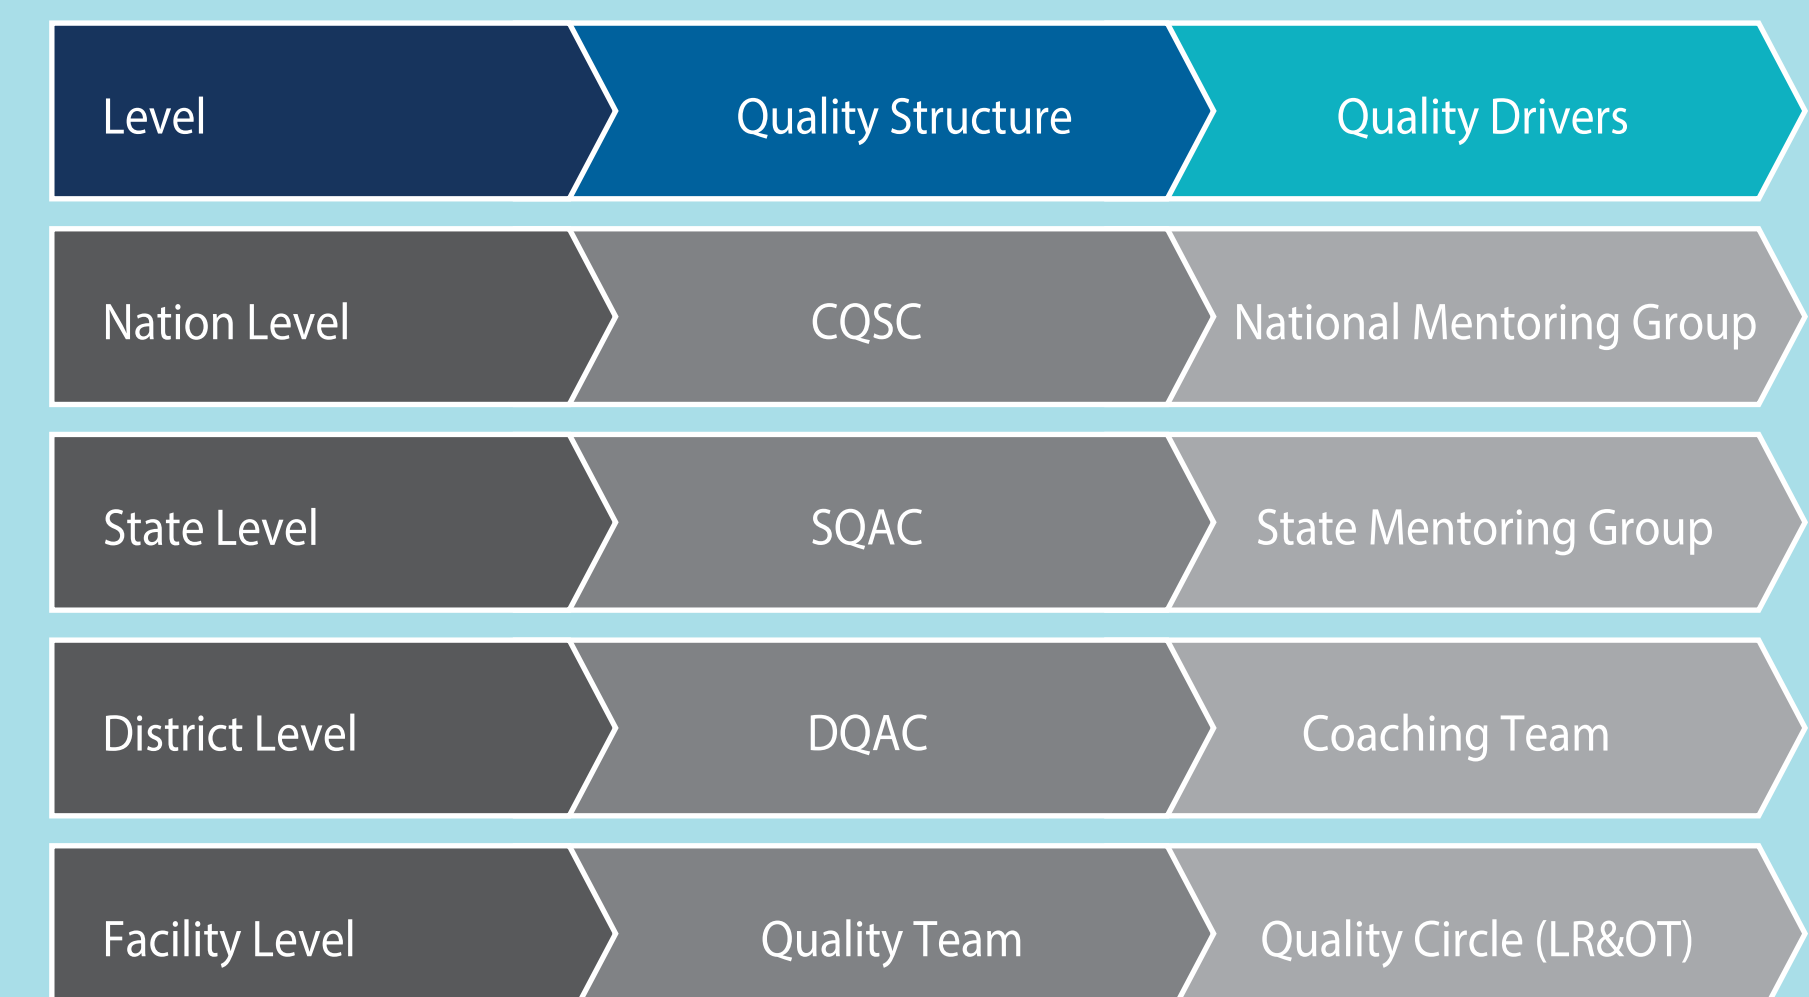 Level
Quality Structure
Quality Drivers
Nation Level
CQSC
National Mentoring Group
State Level
SQAC
State Mentoring Group
District Level
DQAC
Coaching Team
Facility Level
Quality Team
Quality Circle (LR&OT)